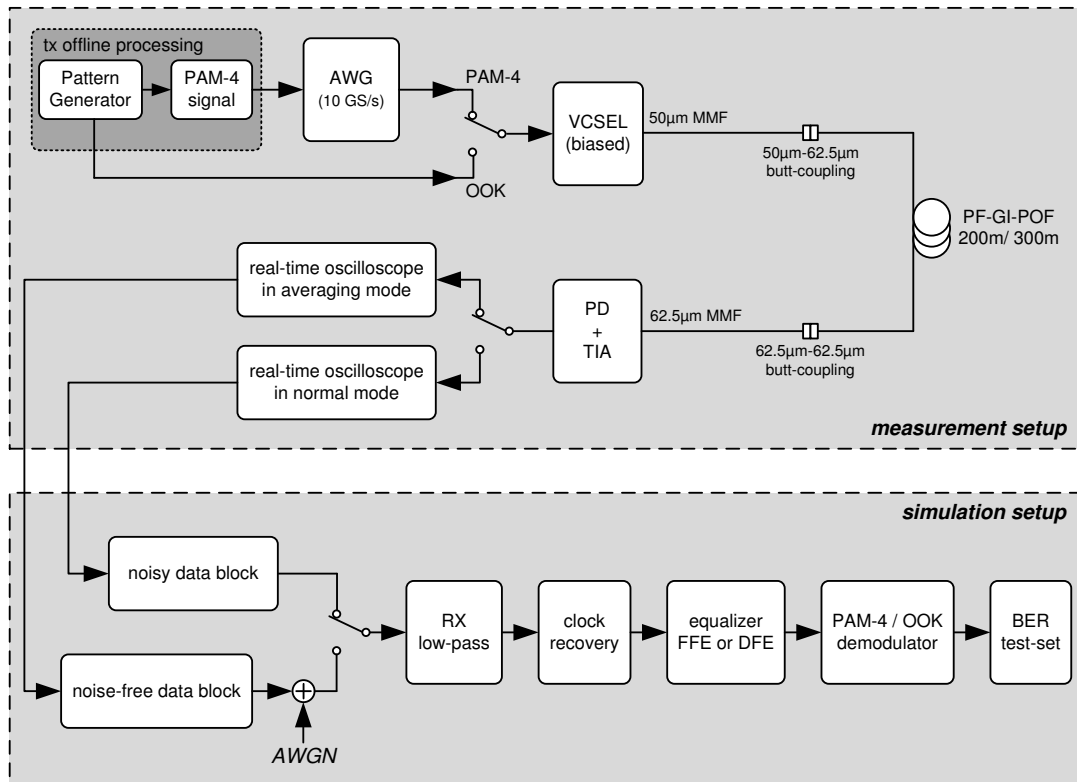 tx offline processing
Pattern
Generator
PAM-4
signal
AWG
(10 GS/s)
PAM-4
OOK
VCSEL
(biased)
50µm MMF
50µm-62.5µm
butt-coupling
PF-GI-POF
200m/ 300m
real-time oscilloscope
in averaging mode
real-time oscilloscope
in normal mode
PD
+
TIA
62.5µm MMF
62.5µm-62.5µm
butt-coupling
measurement setup
simulation setup
noisy data block
noise-free data block
AWGN
RX
low-pass
clock
recovery
equalizer
FFE or DFE
PAM-4 / OOK
demodulator
BER
test-set